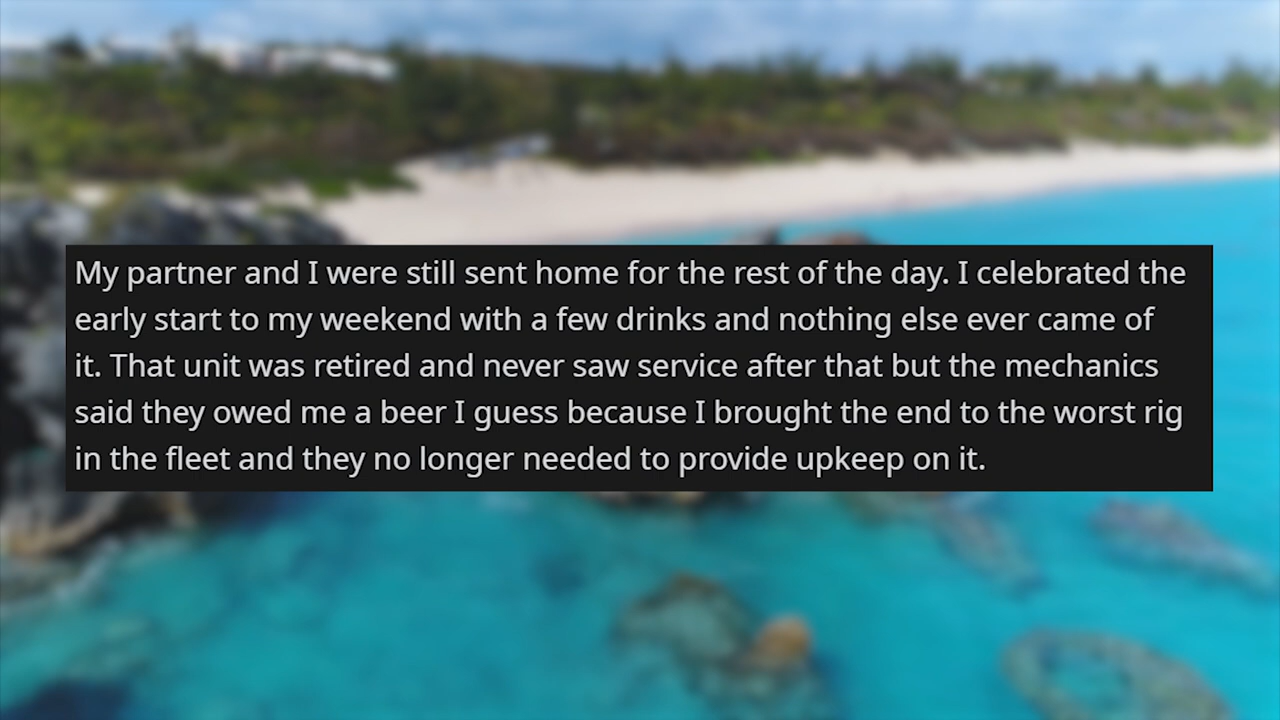 My partner and I were still sent home for the rest of the day. I celebrated the
early start to my weekend with a few drinks and nothing else ever came of
it. That unit was retired and never saw service after that but the mechanics
said they owed me a beer I guess because I brought the end to the worst rig
in the fleet and they no longer needed to provide upkeep on it.